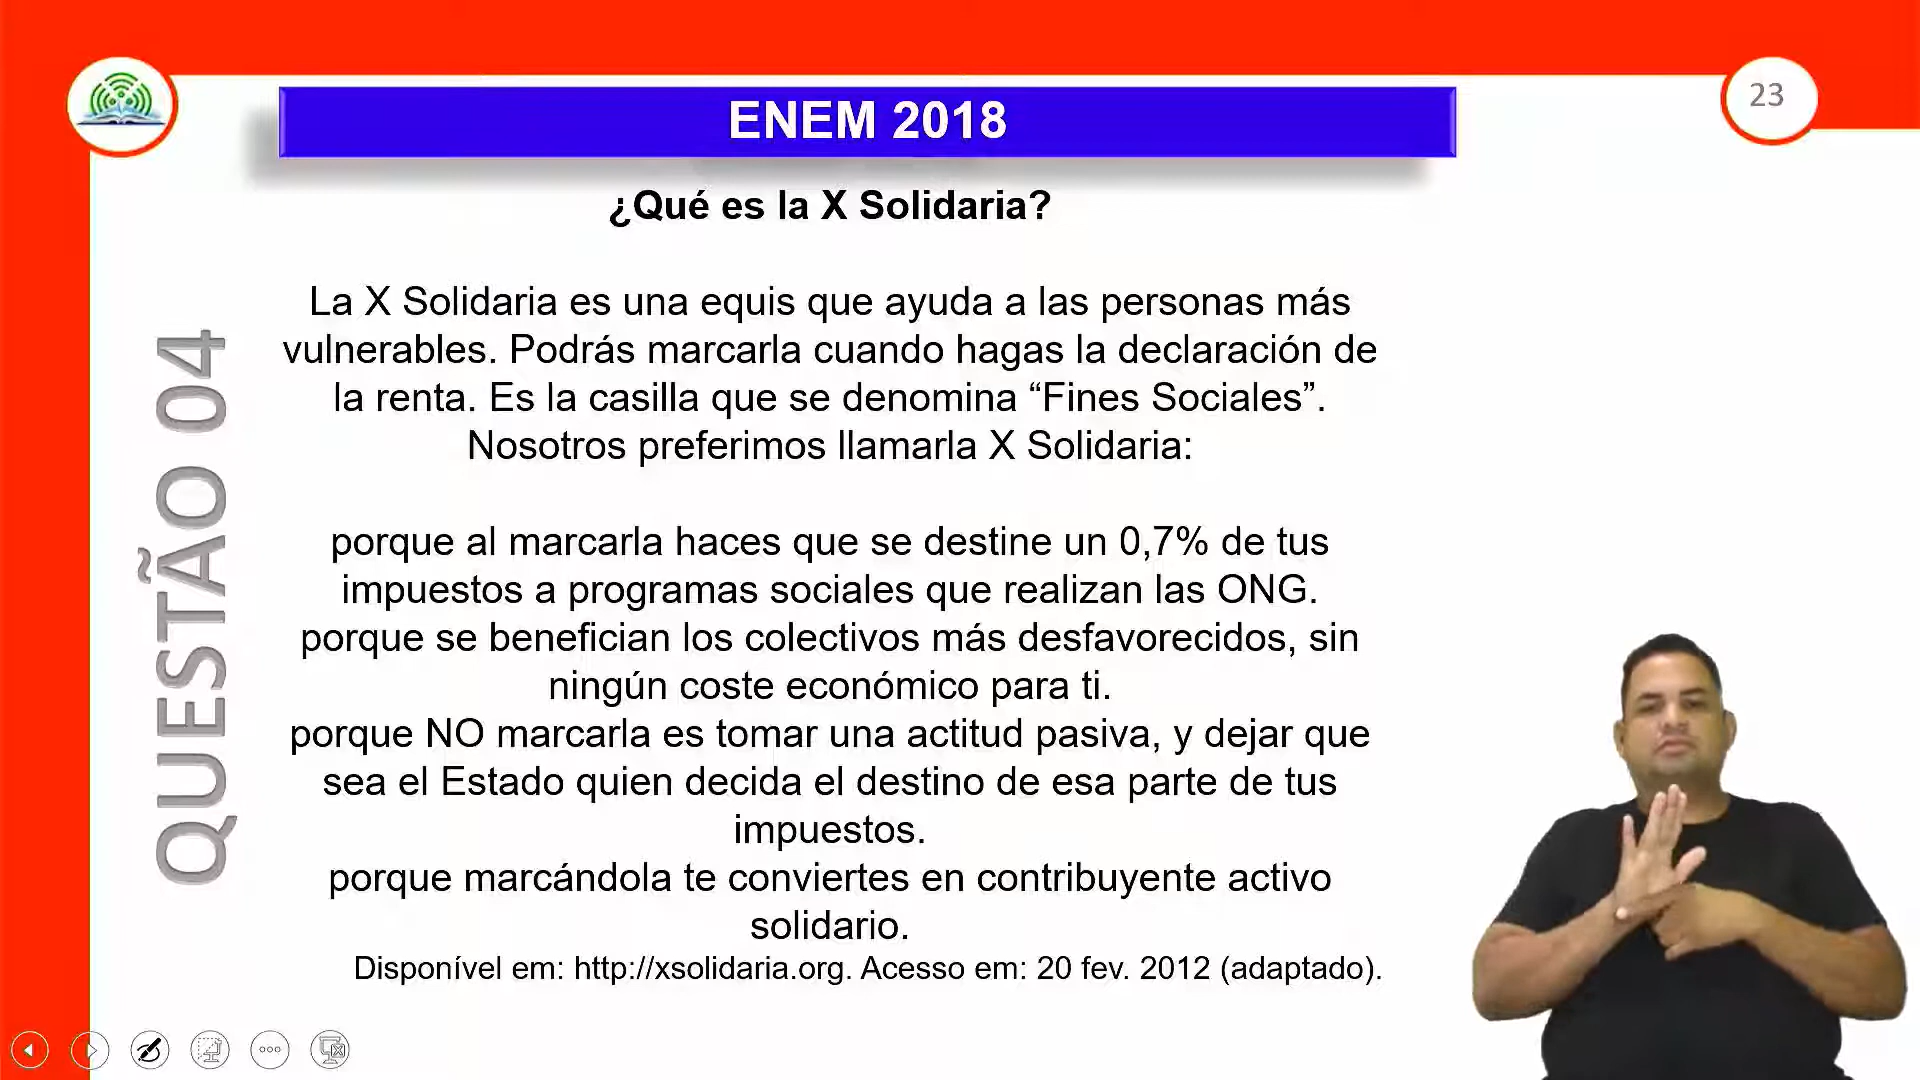 23
ENEM 2018
¿Qué es la X Solidaria?
La X Solidaria es una equis que ayuda a las personas más
vulnerables. Podrás marcarla cuando hagas la declaración de
la renta. Es la casilla que se denomina “Fines Sociales”.
Nosotros preferimos llamarla X Solidaria:
porque al marcarla haces que se destine un 0,7% de tus
impuestos a programas sociales que realizan las ONG.
porque se benefician los colectivos más desfavorecidos, sin
ningún coste económico para ti.
porque NO marcarla es tomar una actitud pasiva, y dejar que
sea el Estado quien decida el destino de esa parte de tus
impuestos.
porque marcándola te conviertes en contribuyente activo
solidario.
Disponível em: http://xsolidaria.org. Acesso em: 20 fev. 2012 (adaptado).
QUESTÃO 04